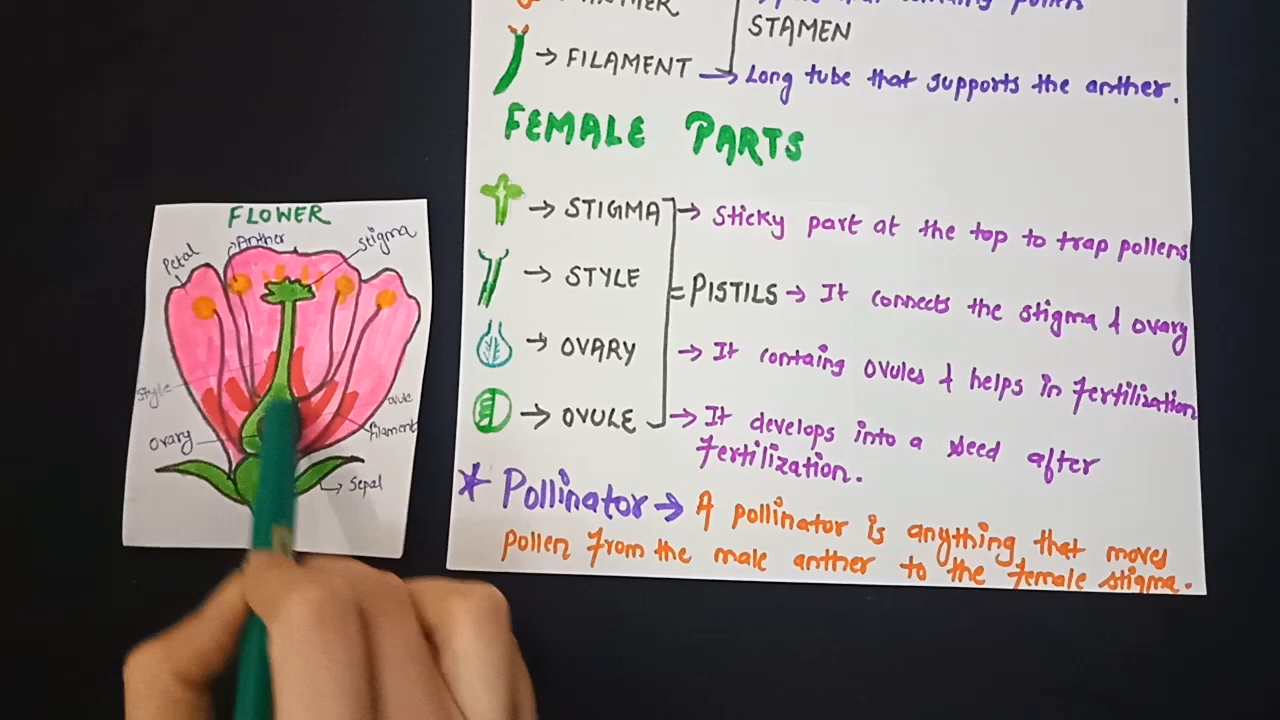 ANTHER
STAMEN
→ FILAMENT → Long tube that supports the anther.
FEMALE PARTS
→ STIGMA → Sticky part at the top to trap pollens
→ STYLE = PISTILS → It connects the stigma & ovary
→ OVARY → It containg ovules & helps in fertilization
→ OVULE → It develops into a seed after
fertilization.
* Pollinator → A pollinator is anything that moves
pollen from the male anther to the female stigma.
FLOWER
Petal
Anther
Stigma
Style
Ovary
ovule
filament
Sepal